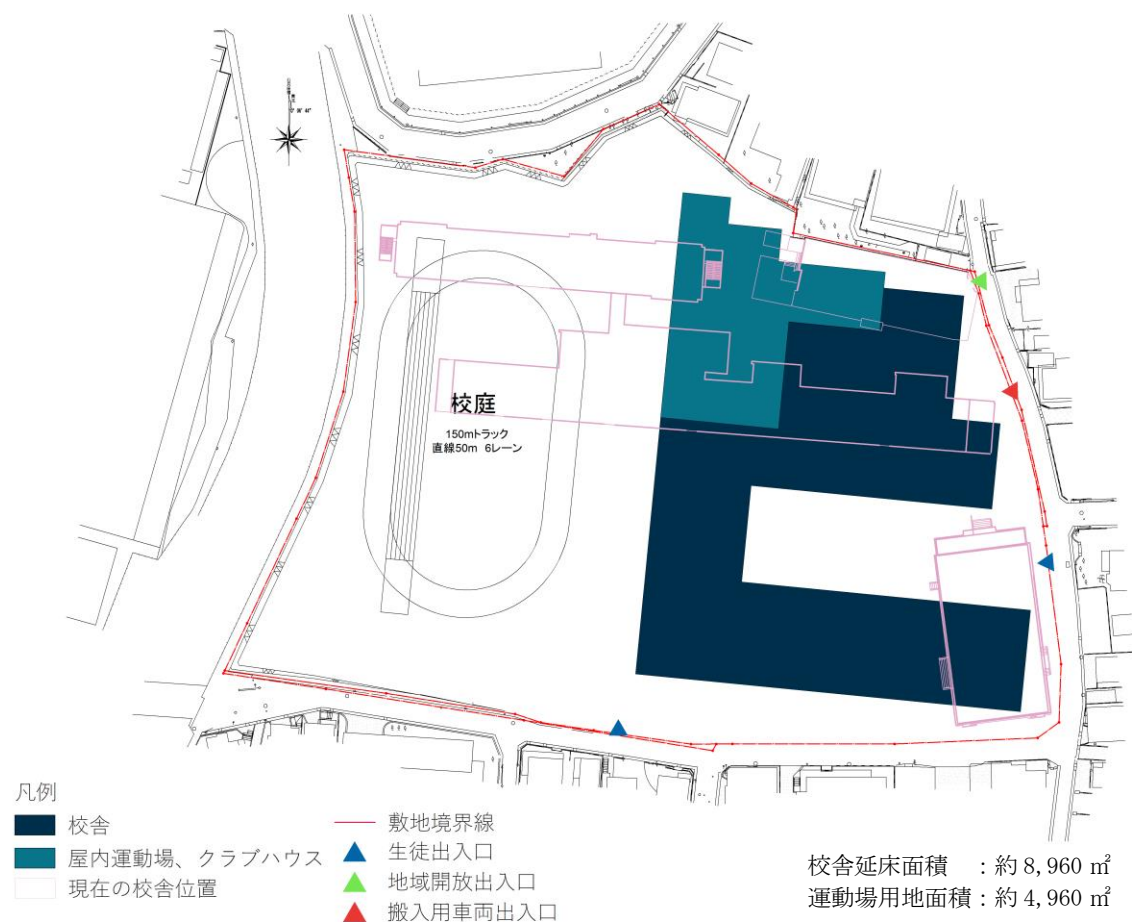 校庭
150mトラック
直線50m 6レーン
凡例
校舎
屋内運動場、クラブハウス
現在の校舎位置
敷地境界線
生徒出入口
地域開放出入口
搬入用車両出入口
校舎延床面積 :約 8,960 ㎡
運動場用地面積:約 4,960 ㎡